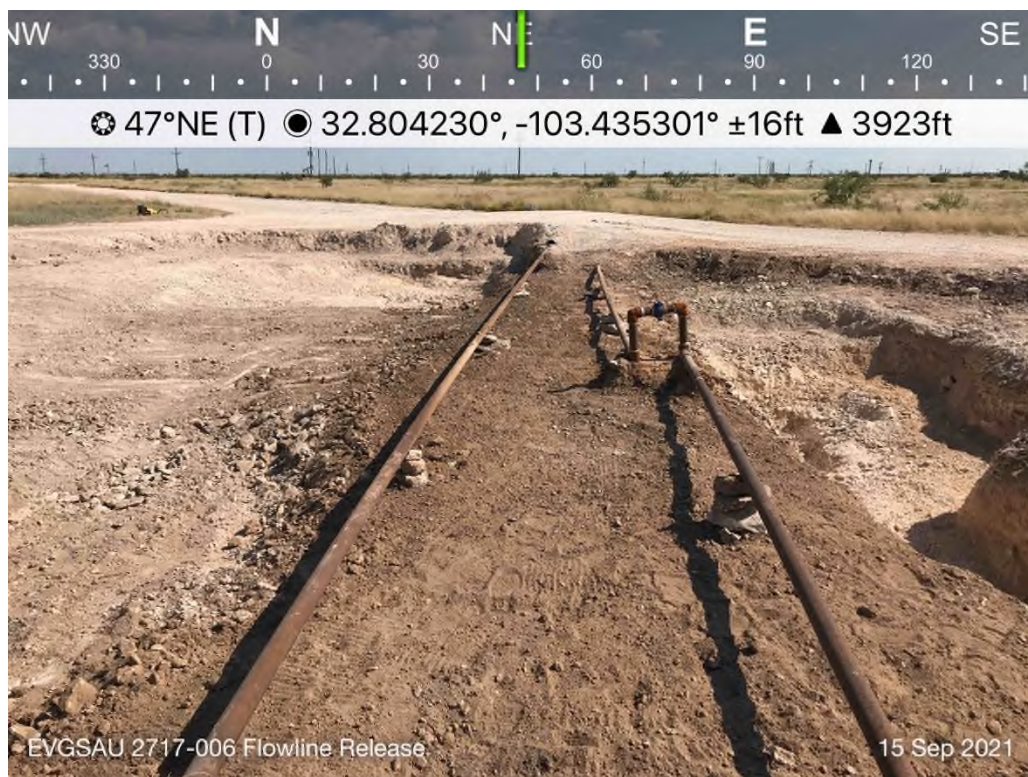 NW N NE E SE
330 0 30 60 90 120
47°NE (T) 32.804230°, -103.435301° ±16ft ▲ 3923ft
EVGSAU 2717-006 Flowline Release
15 Sep 2021